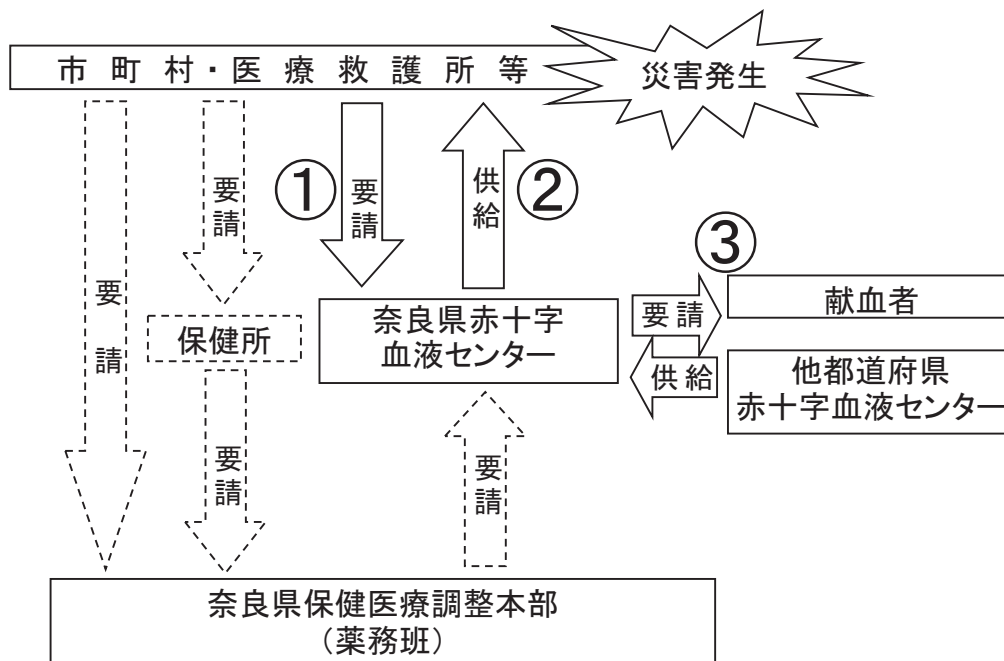 市町村・医療救護所等
災害発生
要請
要請
①
要請
供給
②
③
要請
供給
献血者
他都道府県
赤十字血液センター
保健所
奈良県赤十字
血液センター
要請
要請
奈良県保健医療調整本部
（薬務班）